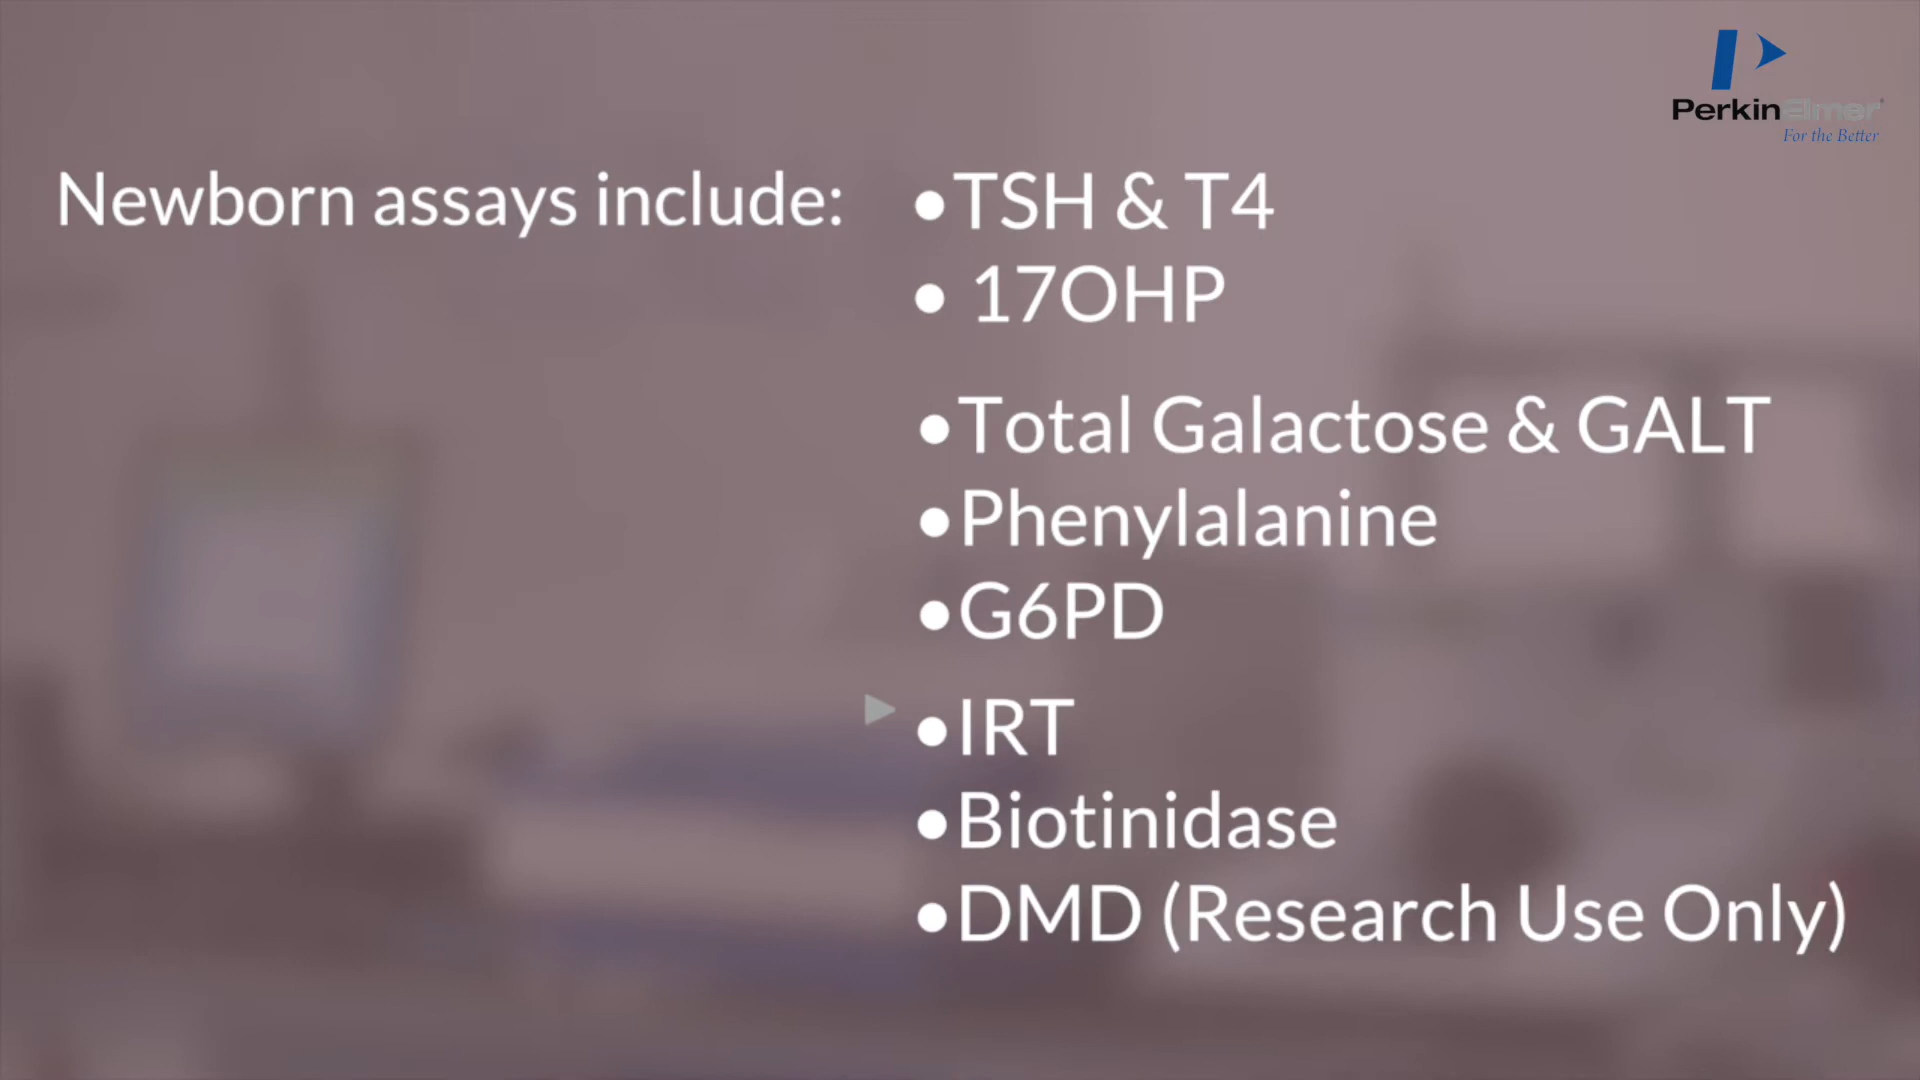 PerkinElmer
For the Better
Newborn assays include:
•TSH & T4
• 17OHP
•Total Galactose & GALT
•Phenylalanine
•G6PD
•IRT
•Biotinidase
•DMD (Research Use Only)